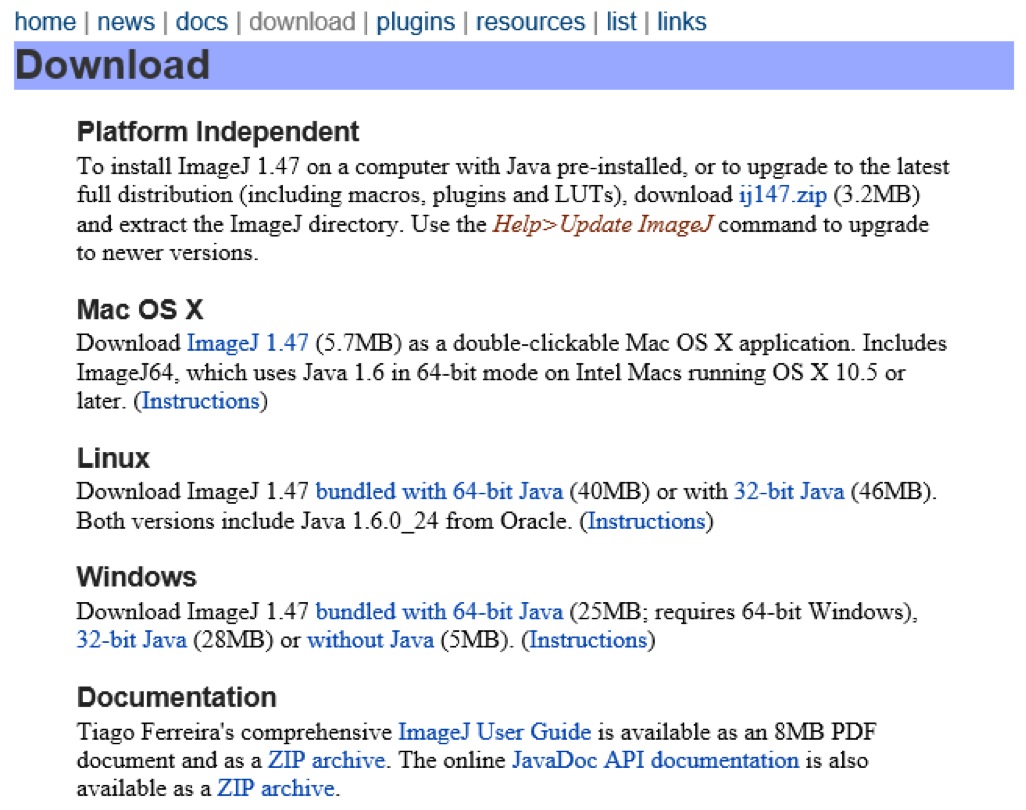 home | news | docs | download | plugins | resources | list | links
Download
Platform Independent
To install ImageJ 1.47 on a computer with Java pre-installed, or to upgrade to the latest
full distribution (including macros, plugins and LUTs), download ij147.zip (3.2MB)
and extract the ImageJ directory. Use the Help>Update ImageJ command to upgrade
to newer versions.
Mac OS X
Download ImageJ 1.47 (5.7MB) as a double-clickable Mac OS X application. Includes
ImageJ64, which uses Java 1.6 in 64-bit mode on Intel Macs running OS X 10.5 or
later. (Instructions)
Linux
Download ImageJ 1.47 bundled with 64-bit Java (40MB) or with 32-bit Java (46MB).
Both versions include Java 1.6.0_24 from Oracle. (Instructions)
Windows
Download ImageJ 1.47 bundled with 64-bit Java (25MB; requires 64-bit Windows),
32-bit Java (28MB) or without Java (5MB). (Instructions)
Documentation
Tiago Ferreira's comprehensive ImageJ User Guide is available as an 8MB PDF
document and as a ZIP archive. The online JavaDoc API documentation is also
available as a ZIP archive.